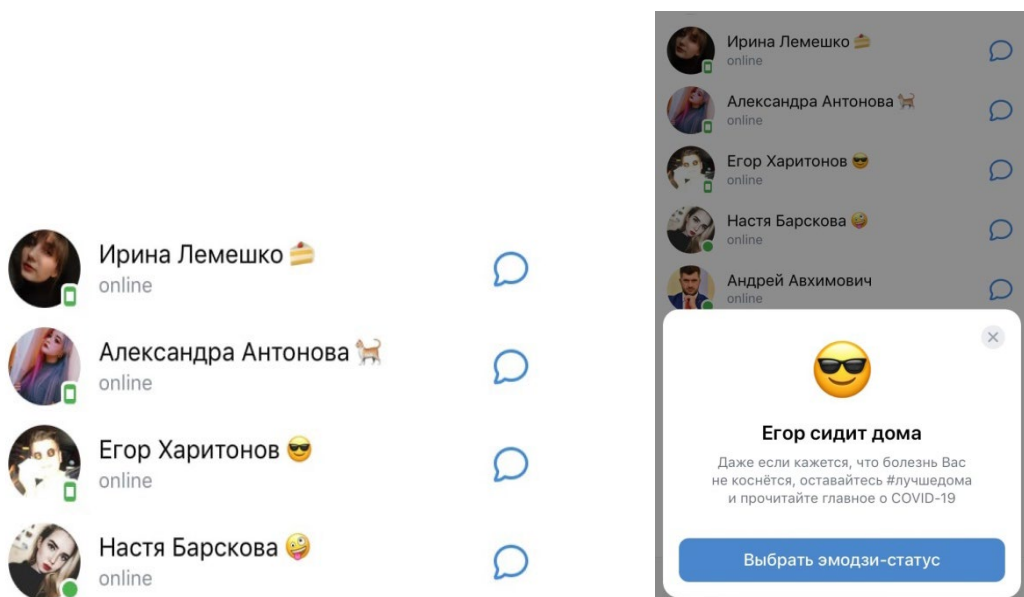 Ирина Лемешко 🍰
online
Александра Антонова 🐈
online
Егор Харитонов 😎
online
Настя Барскова 🤪
online
Ирина Лемешко 🍰
online
Александра Антонова 🐈
online
Егор Харитонов 😎
online
Настя Барскова 🤪
online
Андрей Авхимович
online
Егор сидит дома
Даже если кажется, что болезнь Вас
не коснётся, оставайтесь #лучшедома
и прочитайте главное о COVID-19
Выбрать эмодзи-статус